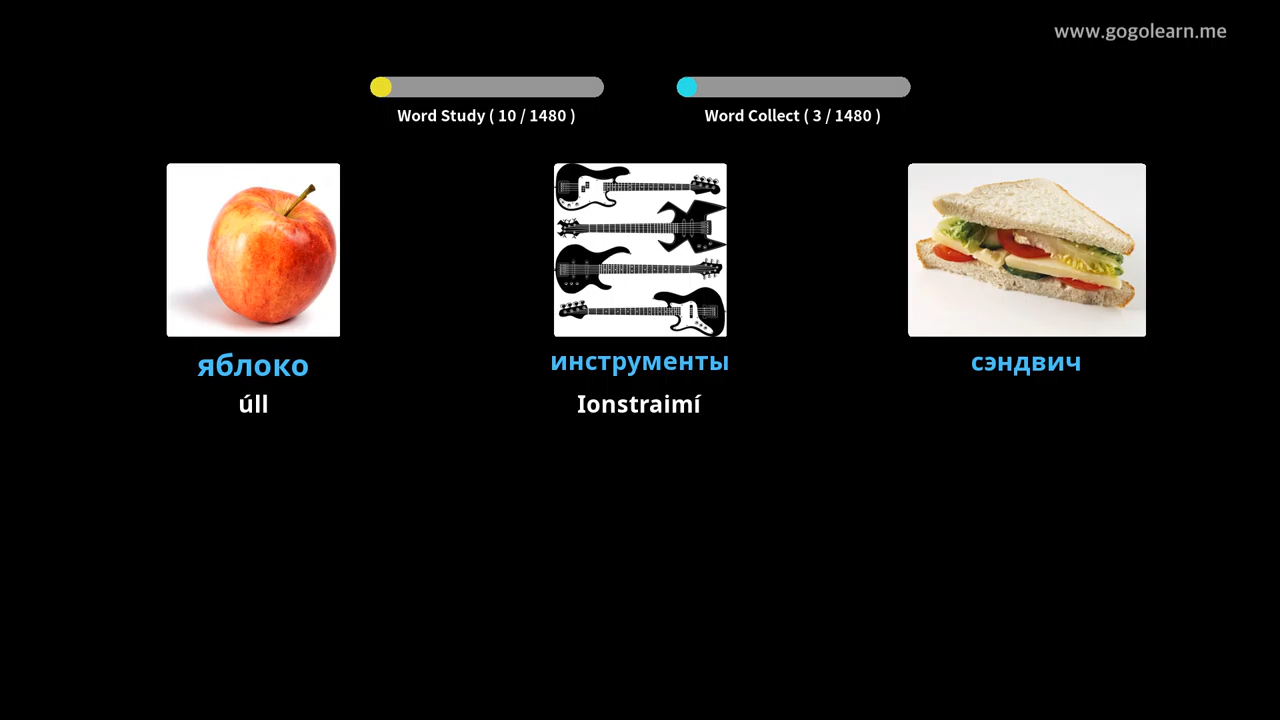 www.gogolearn.me
Word Study ( 10 / 1480 )
Word Collect ( 3 / 1480 )
яблоко
úll
инструменты
Ionstraimí
сэндвич